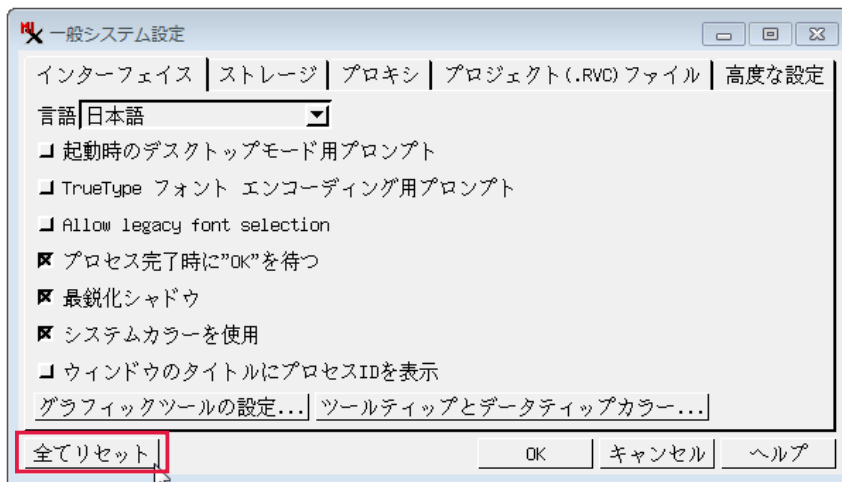 一般システム設定
インターフェイス ストレージ プロキシ プロジェクト(.RVC)ファイル 高度な設定
言語 日本語
起動時のデスクトップモード用プロンプト
TrueType フォント エンコーディング用プロンプト
Allow legacy font selection
プロセス完了時に"OK"を待つ
最鋭化シャドウ
システムカラーを使用
ウィンドウのタイトルにプロセスIDを表示
グラフィックツールの設定... ツールティップとデータティップカラー...
全てリセット OK キャンセル ヘルプ